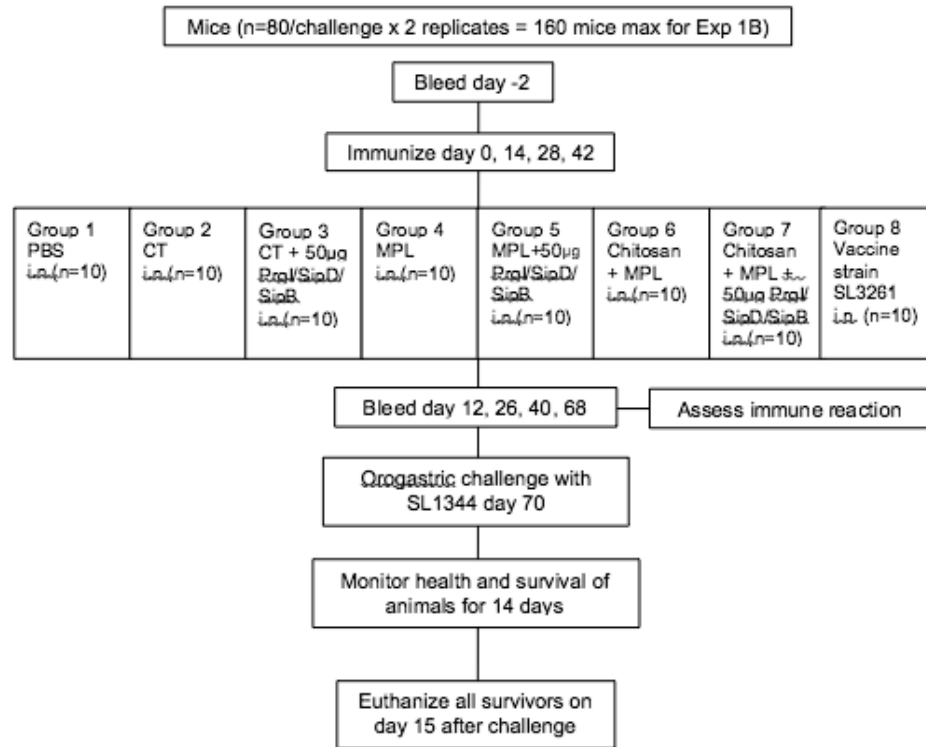 Mice (n=80/challenge x 2 replicates = 160 mice max for Exp 1B)
Bleed day -2
Immunize day 0, 14, 28, 42
Group 1
PBS
i.n.(n=10)
Group 2
CT
i.n.(n=10)
Group 3
CT + 50µg
PrgI/SipD/
SipB
i.n.(n=10)
Group 4
MPL
i.n.(n=10)
Group 5
MPL+50µg
PrgI/SipD/
SipB
i.n.(n=10)
Group 6
Chitosan
+ MPL
i.n.(n=10)
Group 7
Chitosan
+ MPL +
50µg PrgI/
SipD/SipB
i.n.(n=10)
Group 8
Vaccine
strain
SL3261
i.n. (n=10)
Bleed day 12, 26, 40, 68
Assess immune reaction
Orogastric challenge with
SL1344 day 70
Monitor health and survival of
animals for 14 days
Euthanize all survivors on
day 15 after challenge